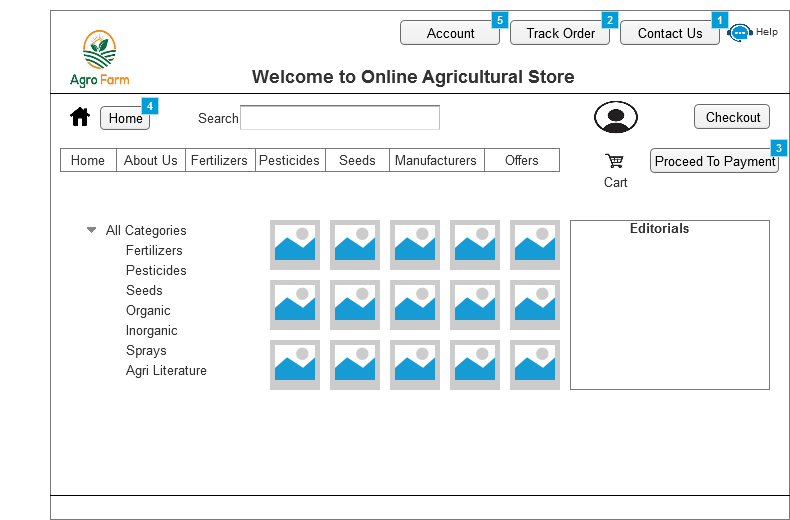 5
2
1
Account
Track Order
Contact Us
Help
Agro Farm
Welcome to Online Agricultural Store
4
Home
Search
Checkout
3
Home About Us Fertilizers Pesticides Seeds Manufacturers Offers
Proceed To Payment
Cart
All Categories
Fertilizers
Pesticides
Seeds
Organic
Inorganic
Sprays
Agri Literature
Editorials